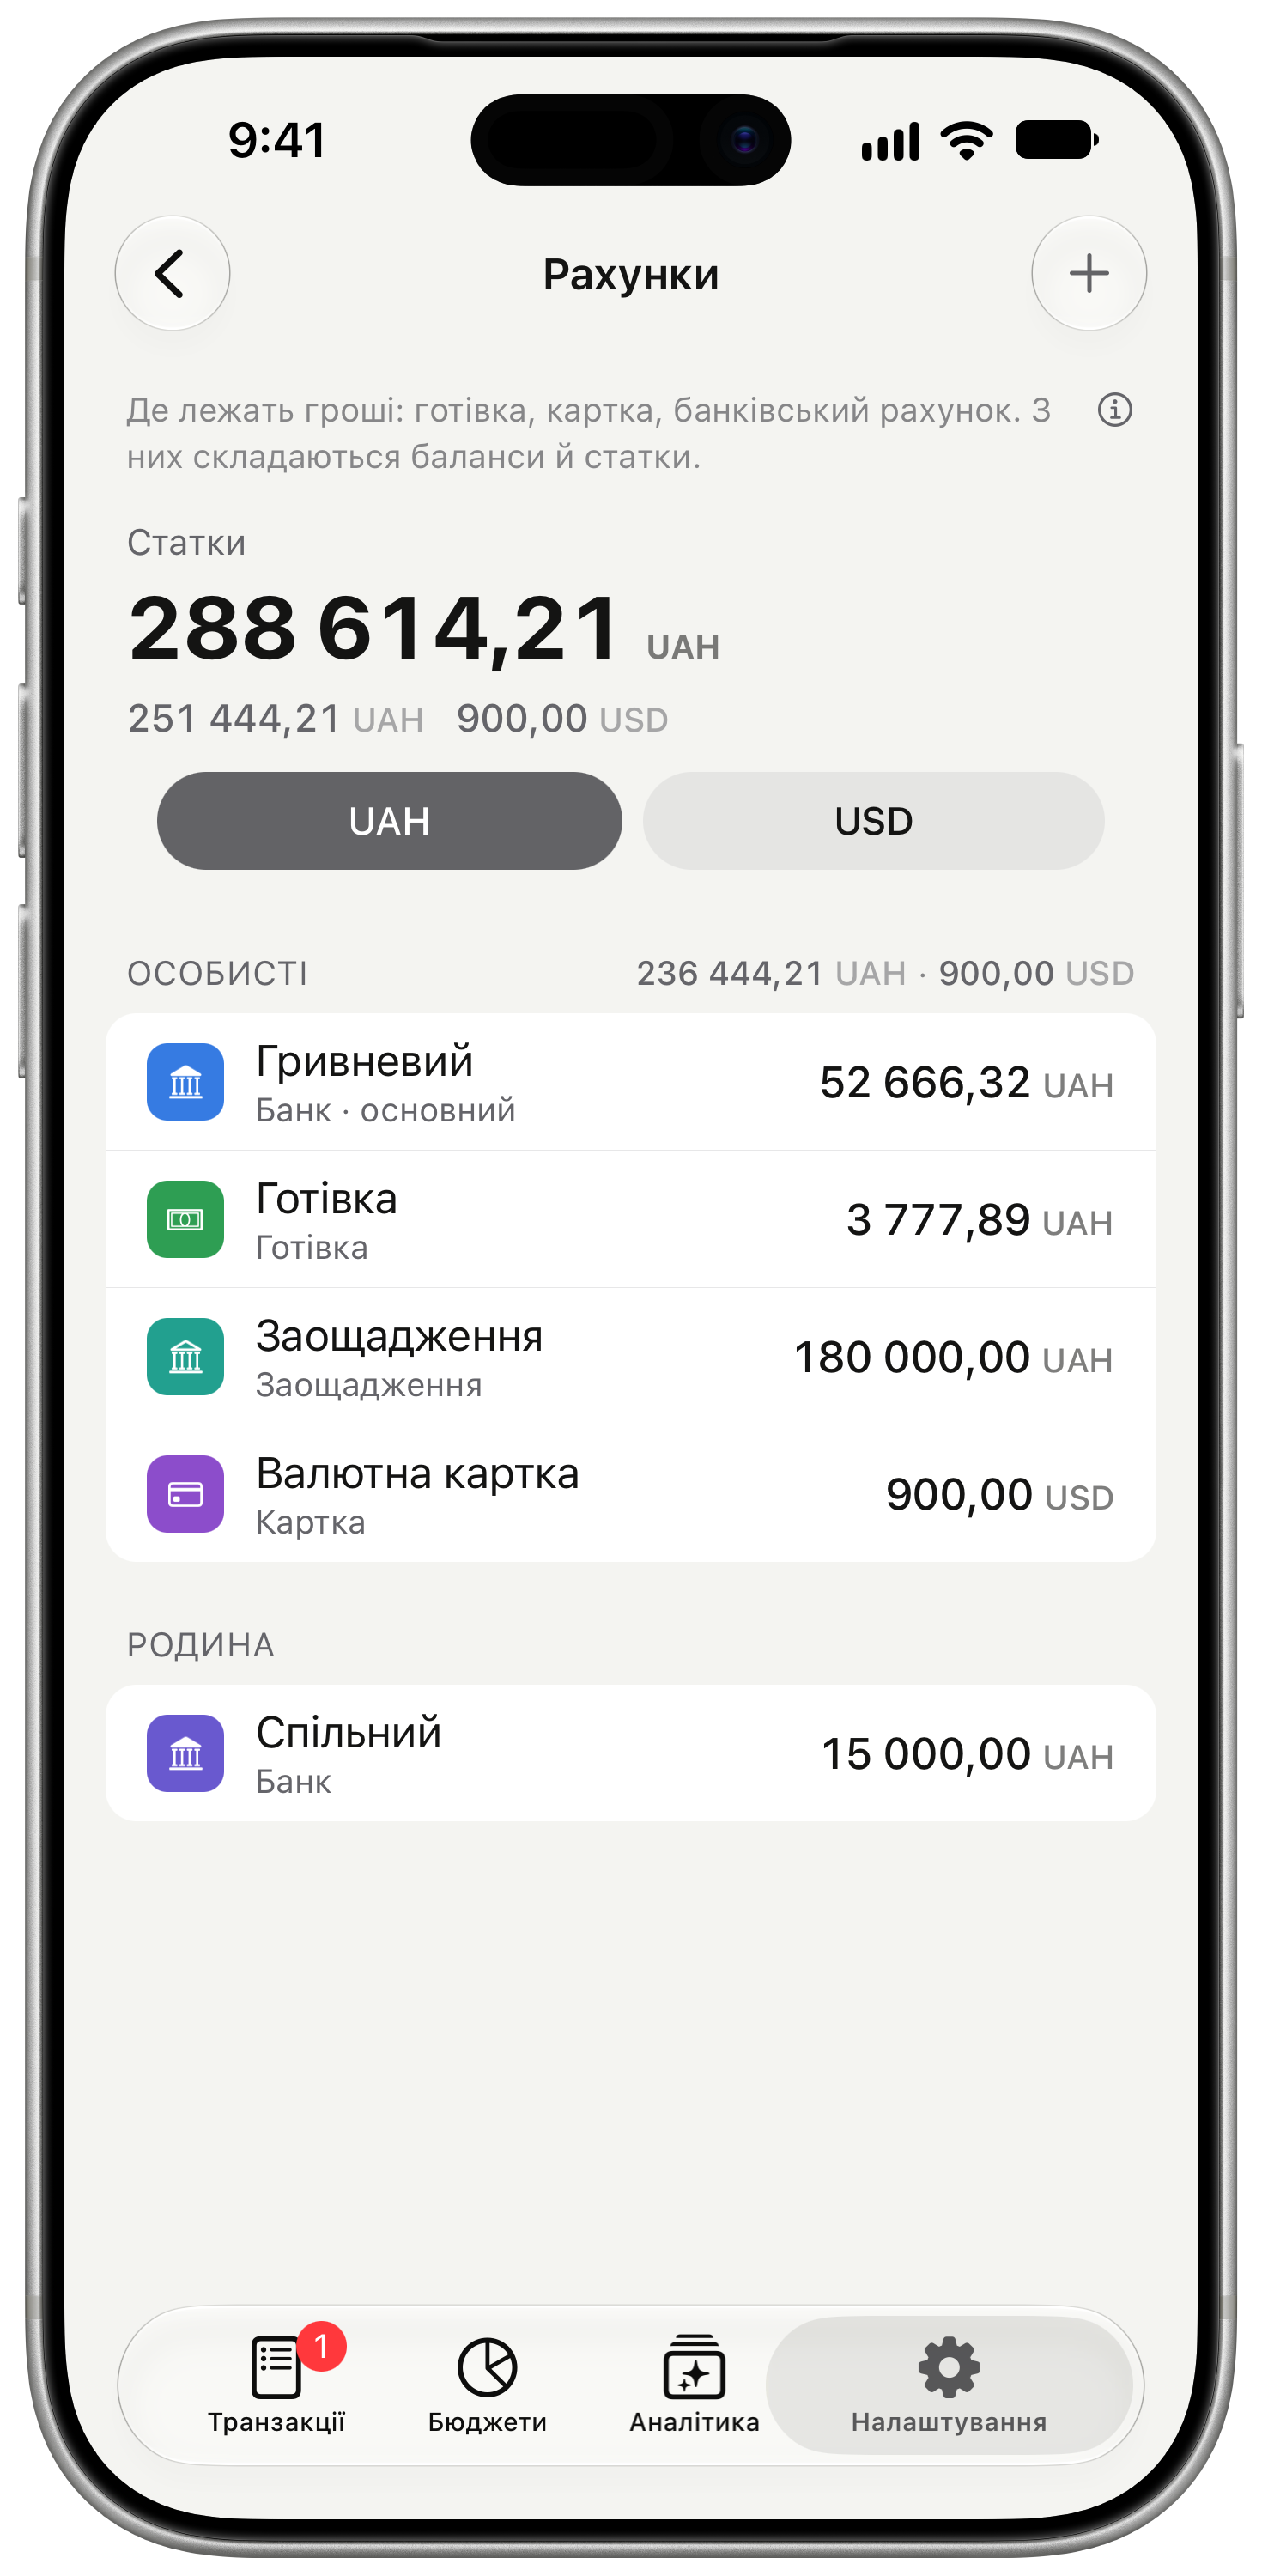 9:41
Рахунки
Де лежать гроші: готівка, картка, банківський рахунок. З
них складаються баланси й статки.
Статки
288 614,21 UAH
251 444,21 UAH 900,00 USD
UAH USD
ОСОБИСТІ 236 444,21 UAH · 900,00 USD
Гривневий
Банк · основний
52 666,32 UAH
Готівка
Готівка
3 777,89 UAH
Заощадження
Заощадження
180 000,00 UAH
Валютна картка
Картка
900,00 USD
РОДИНА
Спільний
Банк
15 000,00 UAH
1
Транзакції Бюджети Аналітика Налаштування